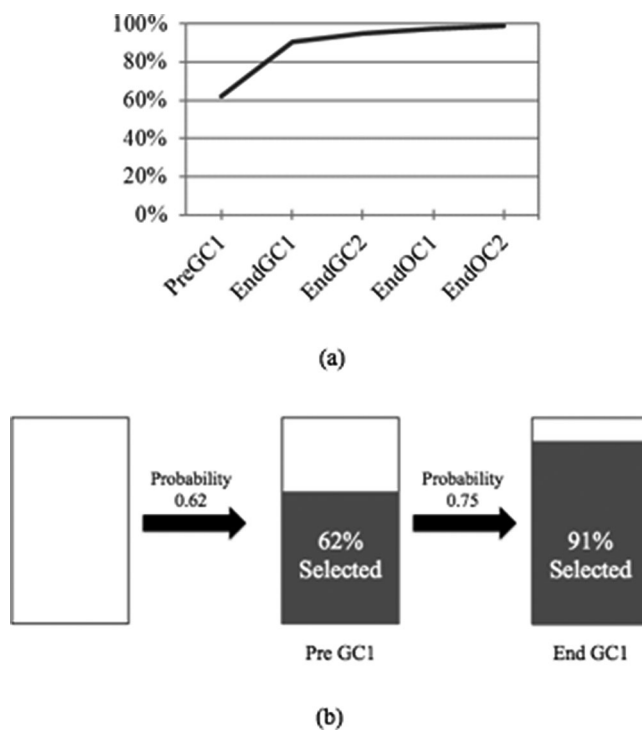 100%
80%
60%
40%
20%
0%
PreGC1
EndGC1
EndGC2
EndOC1
EndOC2
(a)
Probability
0.62
Probability
0.75
62%
Selected
91%
Selected
Pre GC1
End GC1
(b)